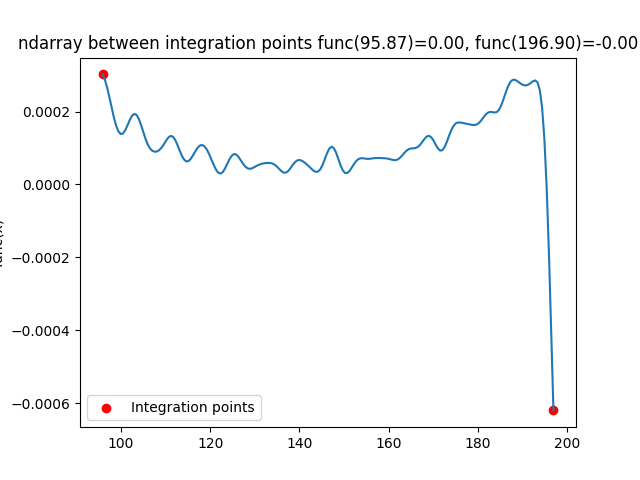 ndarray between integration points func(95.87)=0.00, func(196.90)=-0.00
0.0002
0.0000
−0.0002
−0.0004
−0.0006
Integration points
100 120 140 160 180 200